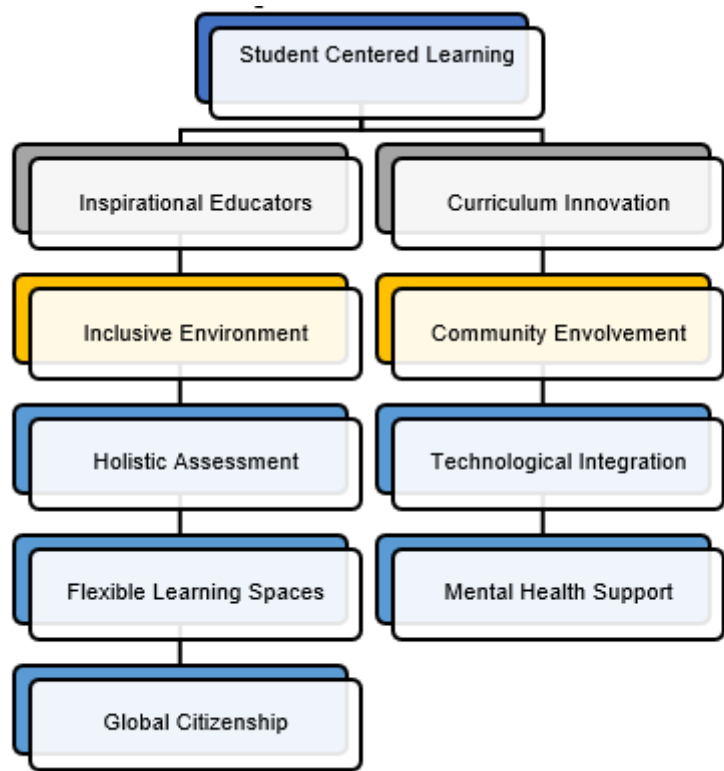 Student Centered Learning
Inspirational Educators
Curriculum Innovation
Inclusive Environment
Community Envolvement
Holistic Assessment
Technological Integration
Flexible Learning Spaces
Mental Health Support
Global Citizenship